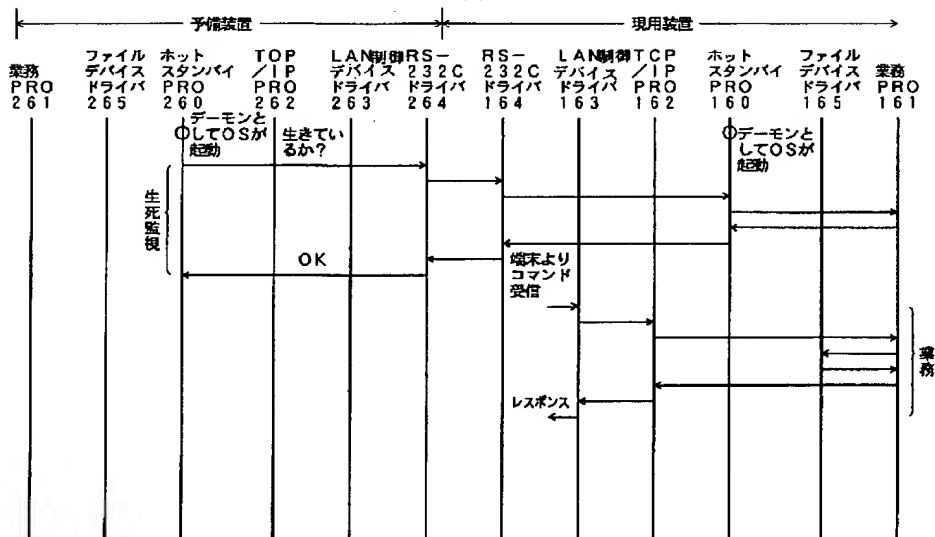 予備装置
現用装置
業務
PRO
261
ファイル
デバイス
ドライバ
265
ホット
スタンバイ
PRO
260
TOP
/IP
PRO
262
LAN制御
デバイス
ドライバ
263
RS-
232C
ドライバ
264
RS-
232C
ドライバ
164
LAN制御
デバイス
ドライバ
163
TCP
/IP
PRO
162
ホット
スタンバイ
PRO
160
ファイル
デバイス
ドライバ
165
業務
PRO
161
デーモンと
してOSが
起動
生きてい
るか?
デーモンと
してOSが
起動
生死監視
OK
端末より
コマンド
受信
業務
レスポンス